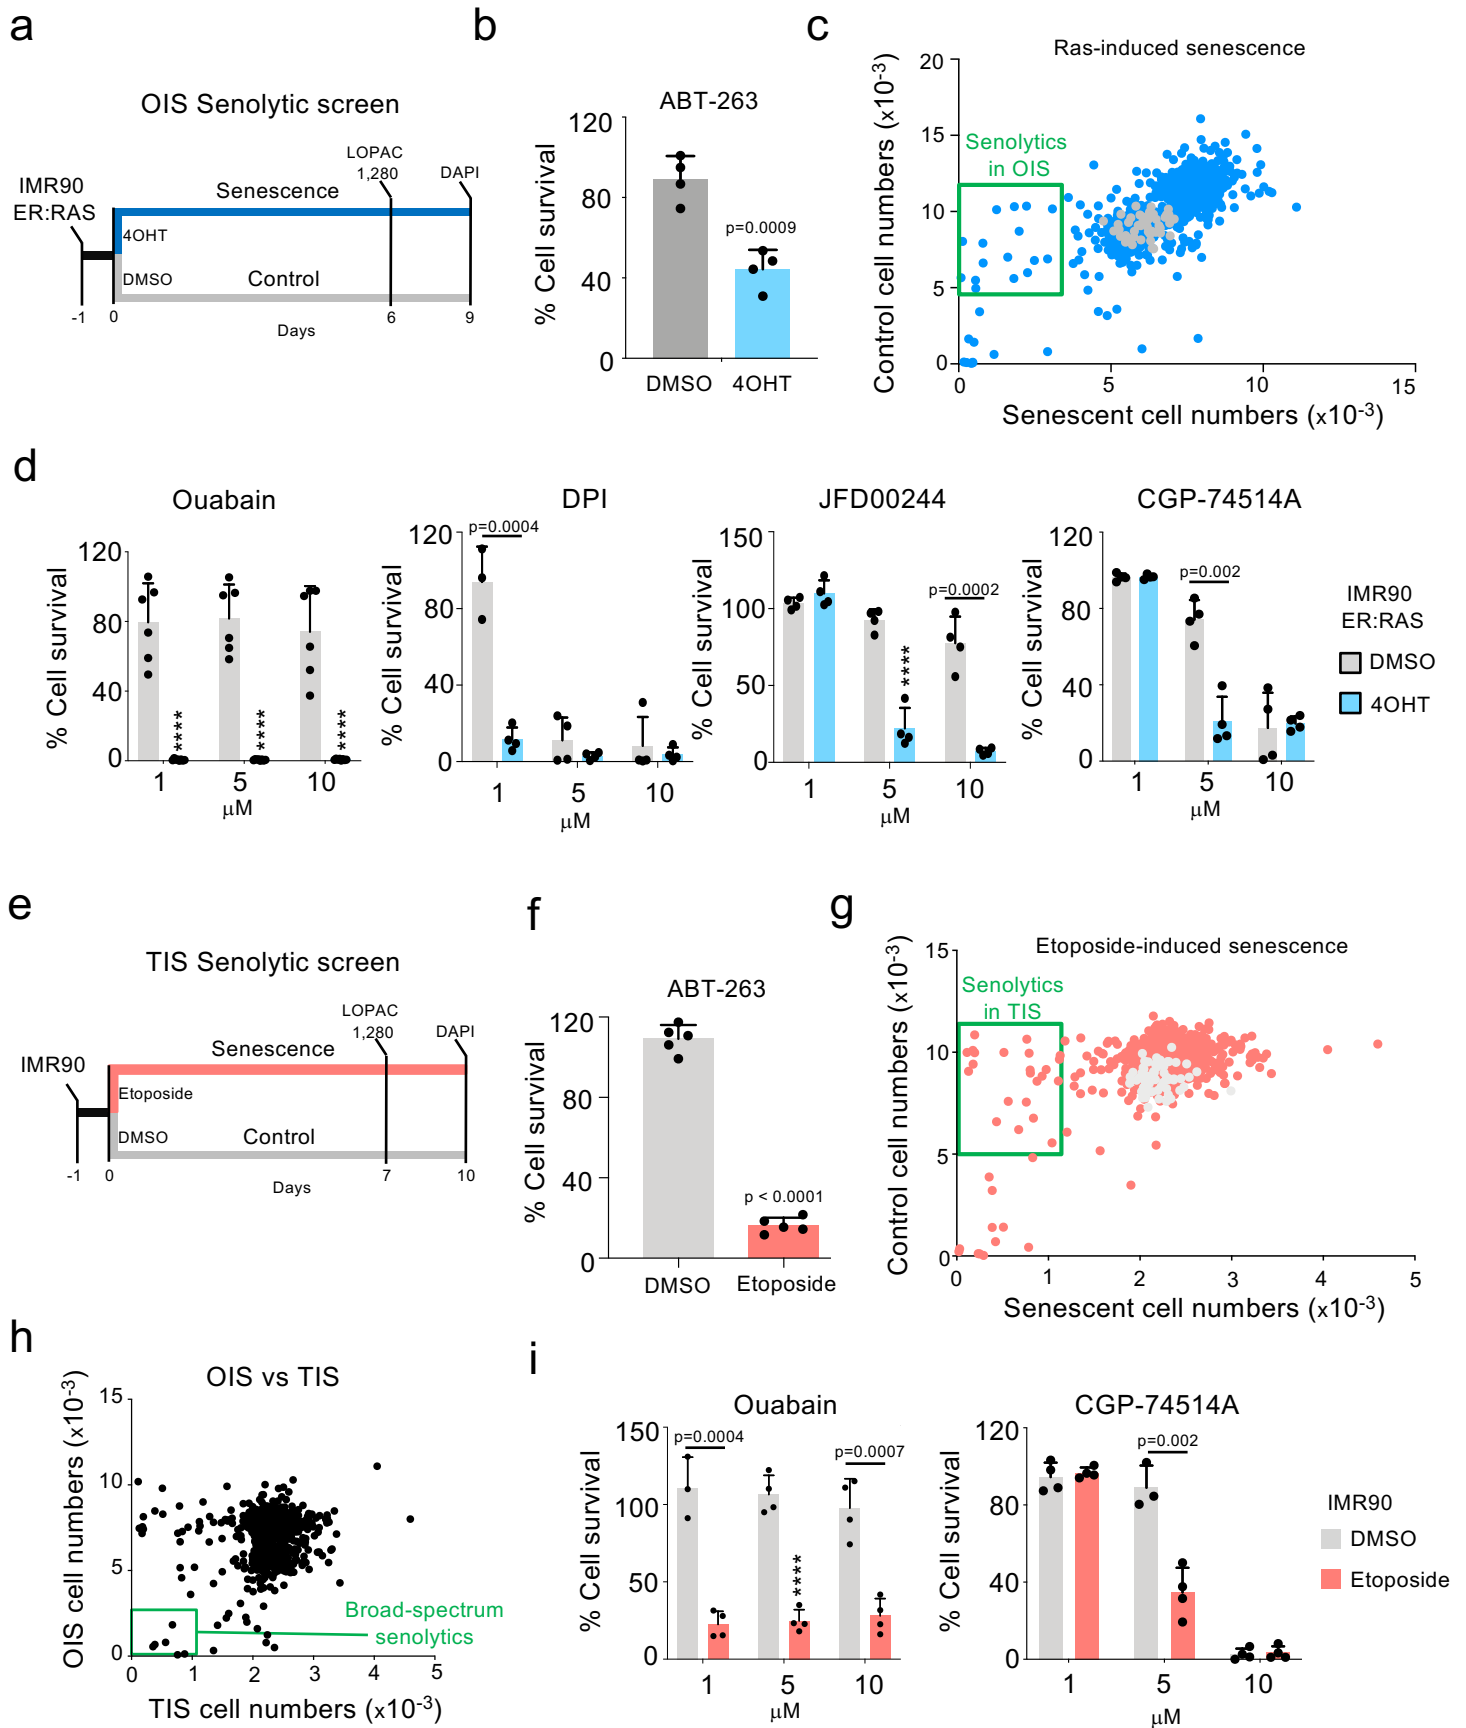 a
OIS Senolytic screen
LOPAC
1,280
DAPI
IMR90
ER:RAS
Senescence
4OHT
DMSO
Control
-1
0
6
9
Days
b
ABT-263
% Cell survival
120
80
40
0
p=0.0009
DMSO
4OHT
c
Ras-induced senescence
Control cell numbers (x10-3)
20
15
10
5
0
Senolytics
in OIS
0
5
10
15
Senescent cell numbers (x10-3)
d
Ouabain
% Cell survival
120
80
40
0
****
****
****
1
5
10
μM
DPI
% Cell survival
120
80
40
0
p=0.0004
1
5
10
μM
JFD00244
% Cell survival
150
100
50
0
****
p=0.0002
1
5
10
μM
CGP-74514A
% Cell survival
120
80
40
0
p=0.002
1
5
10
μM
IMR90
ER:RAS
DMSO
4OHT
e
TIS Senolytic screen
LOPAC
1,280
DAPI
IMR90
Senescence
Etoposide
DMSO
Control
-1
0
7
10
Days
f
ABT-263
% Cell survival
120
80
40
0
p < 0.0001
DMSO
Etoposide
g
Etoposide-induced senescence
Control cell numbers (x10-3)
15
10
5
0
Senolytics
in TIS
0
1
2
3
4
5
Senescent cell numbers (x10-3)
h
OIS vs TIS
OIS cell numbers (x10-3)
15
10
5
0
Broad-spectrum
senolytics
0
1
2
3
4
5
TIS cell numbers (x10-3)
i
Ouabain
% Cell survival
150
100
50
0
p=0.0004
****
p=0.0007
1
5
10
μM
CGP-74514A
% Cell survival
120
80
40
0
p=0.002
1
5
10
μM
IMR90
DMSO
Etoposide